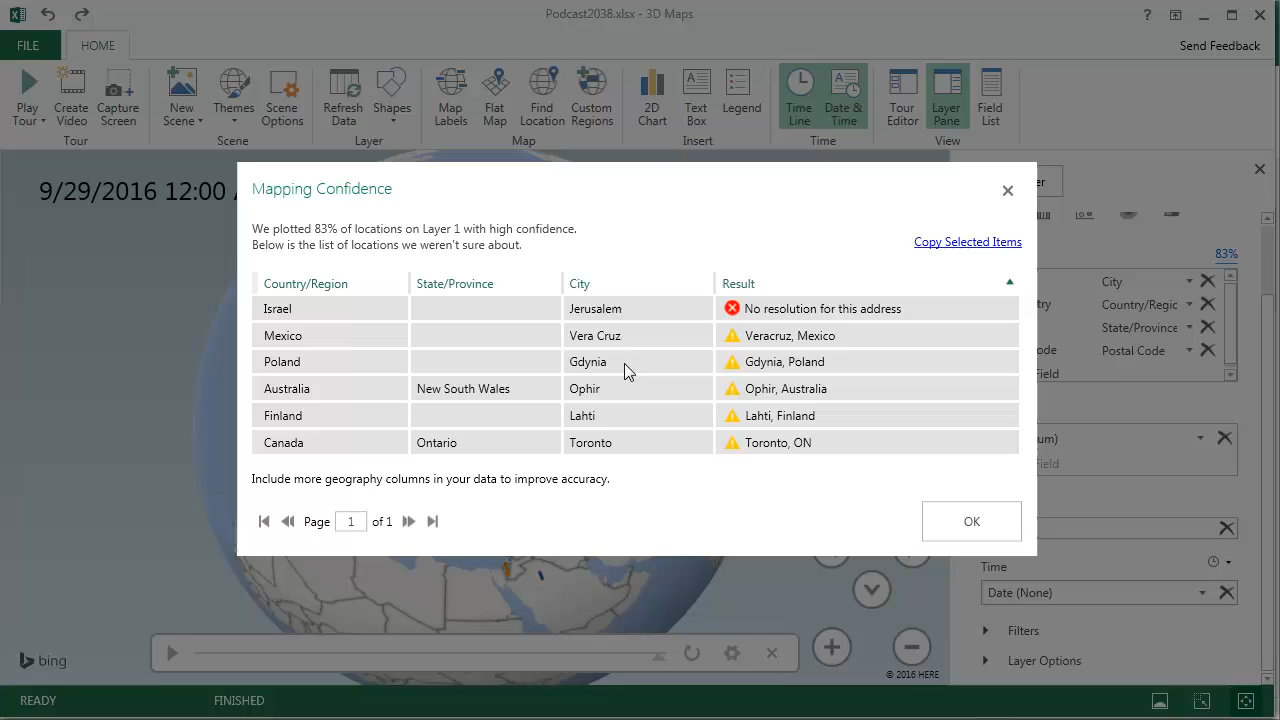 Podcast2038.xlsx - 3D Maps
?
FILE
HOME
Send Feedback
Play Tour
Create Video
Capture Screen
New Scene
Themes
Scene Options
Refresh Data
Shapes
Map Labels
Flat Map
Find Location
Custom Regions
2D Chart
Text Box
Legend
Time Line
Date & Time
Tour Editor
Layer Pane
Field List
Tour
Scene
Layer
Map
Insert
Time
View
9/29/2016 12:00
Mapping Confidence
We plotted 83% of locations on Layer 1 with high confidence.
Below is the list of locations we weren't sure about.
Copy Selected Items
Country/Region State/Province City Result
Israel Jerusalem No resolution for this address
Mexico Vera Cruz Veracruz, Mexico
Poland Gdynia Gdynia, Poland
Australia New South Wales Ophir Ophir, Australia
Finland Lahti Lahti, Finland
Canada Ontario Toronto Toronto, ON
Include more geography columns in your data to improve accuracy.
Page 1 of 1
OK
83%
City
Country/Regic
State/Province
Postal Code
Field
Field
Time
Date (None)
Filters
Layer Options
bing
© 2016 HERE
READY
FINISHED